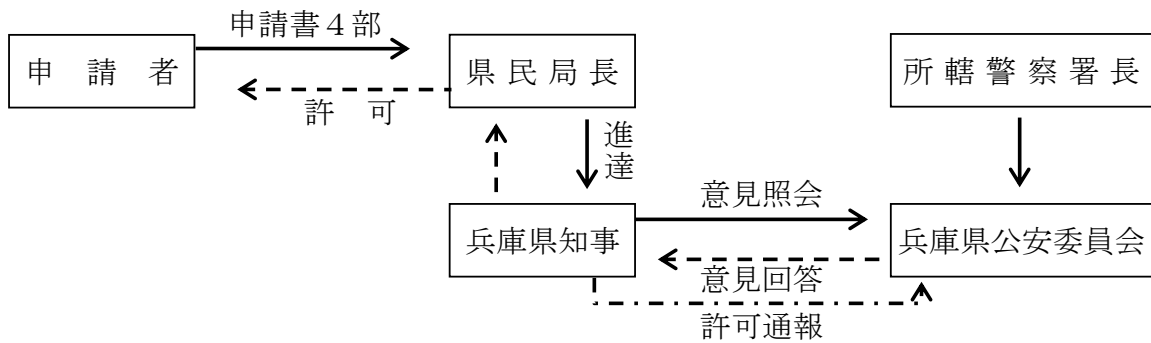 申請書４部
申 請 者
県 民 局 長
所 轄 警 察 署 長
許 可
進達
意見照会
兵庫県知事
兵庫県公安委員会
意見回答
許可通報